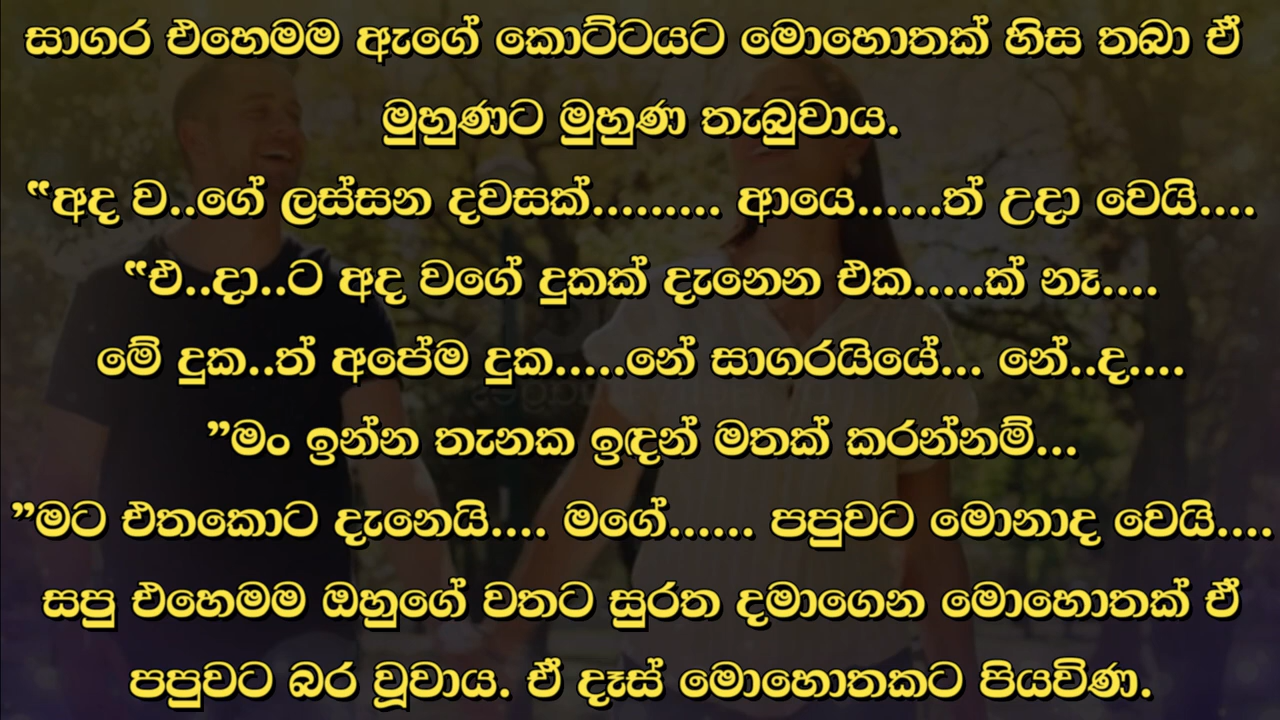 සාගර එහෙමම ඇගේ කොට්ටයට මොහොතක් හිස තබා ඒ
මුහුණට මුහුණ තැබුවාය.
“අද ව..ගේ ලස්සන දවසක්......... ආයෙ......ත් උදා වෙයි....
“එ..දා..ට අද වගේ දුකක් දැනෙන එක.....ක් නෑ....
මේ දුක..ත් අපේම දුක.....නේ සාගරයියේ... නේ..ද....
”මං ඉන්න තැනක ඉඳන් මතක් කරන්නම්...
”මට එතකොට දැනෙයි.... මගේ...... පපුවට මොනාද වෙයි....
සපු එහෙමම ඔහුගේ වතට සුරත දමාගෙන මොහොතක් ඒ
පපුවට බර වූවාය. ඒ දෑස් මොහොතකට පියවිණ.